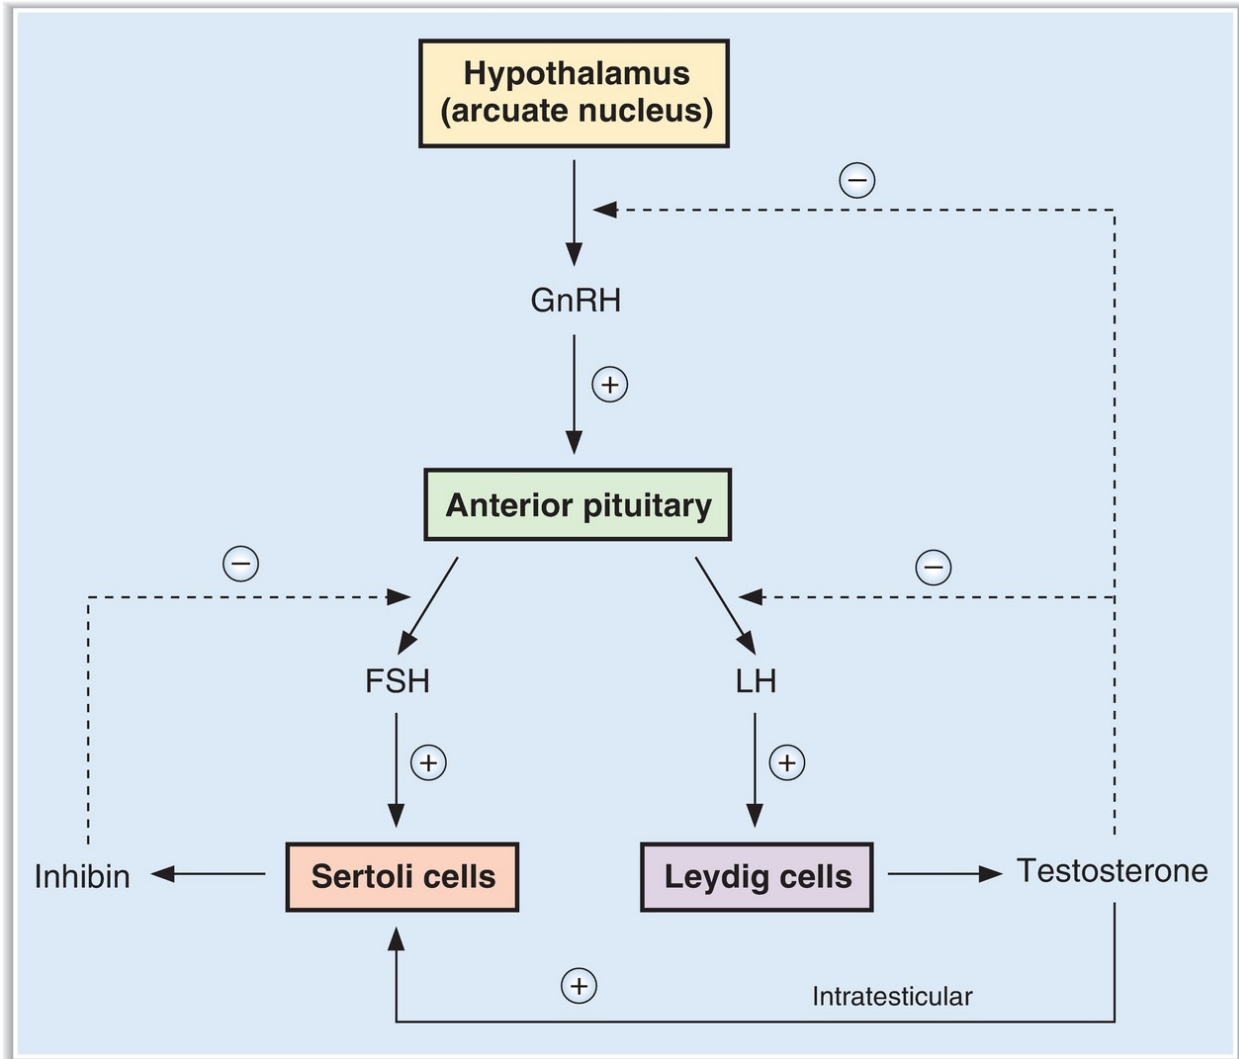 Hypothalamus
(arcuate nucleus)
−
GnRH
+
Anterior pituitary
−
−
FSH
LH
+
+
Inhibin
Sertoli cells
Leydig cells
Testosterone
+
Intratesticular